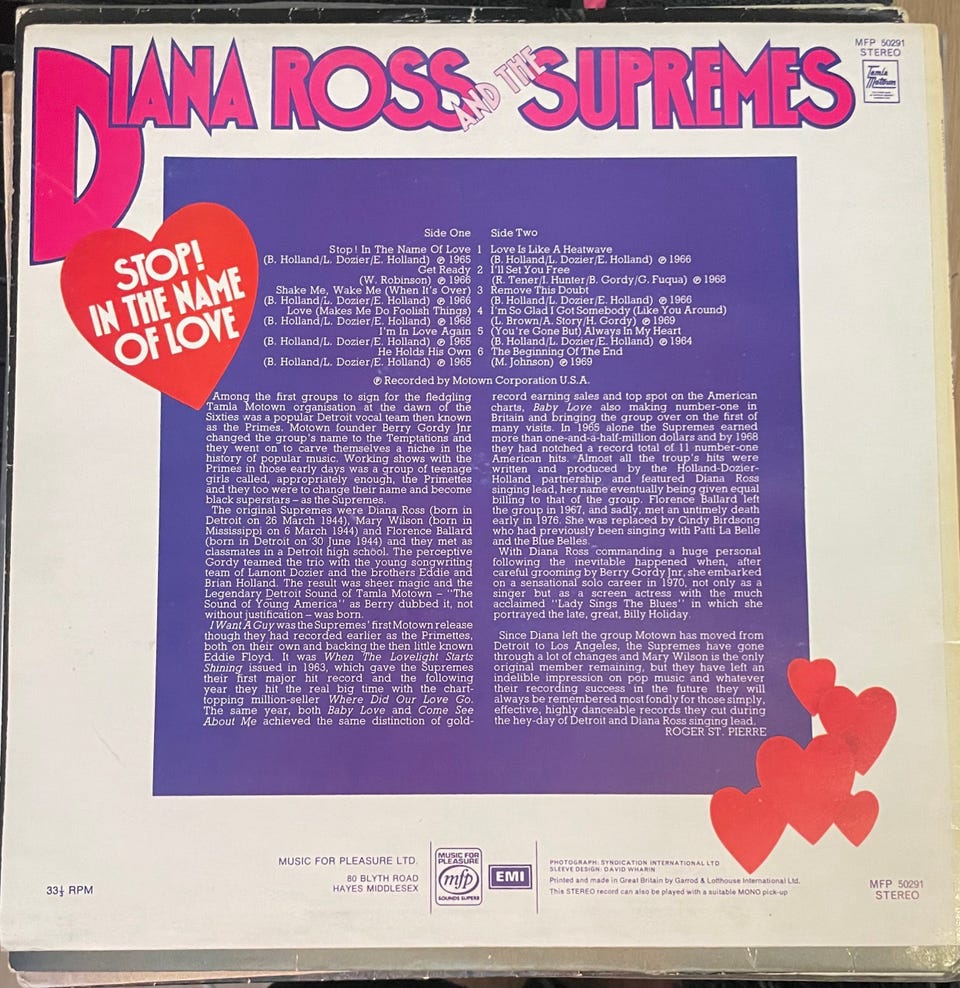 DIANA ROSS AND THE SUPREMES
MFP 50291
STEREO
Tamla
Motown
STOP!
IN THE NAME
OF LOVE
Side One
Stop! In The Name Of Love 1
(B. Holland/L. Dozier/E. Holland) ℗ 1965
Get Ready 2
(W. Robinson) ℗ 1966
Shake Me, Wake Me (When It's Over) 3
(B. Holland/L. Dozier/E. Holland) ℗ 1966
Love (Makes Me Do Foolish Things) 4
(B. Holland/L. Dozier/E. Holland) ℗ 1968
I'm In Love Again 5
(B. Holland/L. Dozier/E. Holland) ℗ 1965
He Holds His Own 6
(B. Holland/L. Dozier/E. Holland) ℗ 1965
Side Two
Love Is Like A Heatwave
(B. Holland/L. Dozier/E. Holland) ℗ 1966
I'll Set You Free
(R. Tener/I. Hunter/B. Gordy/G. Fuqua) ℗ 1968
Remove This Doubt
(B. Holland/L. Dozier/E. Holland) ℗ 1966
I'm So Glad I Got Somebody (Like You Around)
(L. Brown/A. Story/H. Gordy) ℗ 1969
(You're Gone But) Always In My Heart
(B. Holland/L. Dozier/E. Holland) ℗ 1964
The Beginning Of The End
(M. Johnson) ℗ 1969
℗ Recorded by Motown Corporation U.S.A.
Among the first groups to sign for the fledgling
Tamla Motown organisation at the dawn of the
Sixties was a popular Detroit vocal team then known
as the Primes. Motown founder Berry Gordy Jnr
changed the group's name to the Temptations and
they went on to carve themselves a niche in the
history of popular music. Working shows with the
Primes in those early days was a group of teenage
girls called, appropriately enough, the Primettes
and they too were to change their name and become
black superstars – as the Supremes.
The original Supremes were Diana Ross (born in
Detroit on 26 March 1944), Mary Wilson (born in
Mississippi on 6 March 1944) and Florence Ballard
(born in Detroit on 30 June 1944) and they met as
classmates in a Detroit high school. The perceptive
Gordy teamed the trio with the young songwriting
team of Lamont Dozier and the brothers Eddie and
Brian Holland. The result was sheer magic and the
Legendary Detroit Sound of Tamla Motown – "The
Sound of Young America" as Berry dubbed it, not
without justification – was born.
I Want A Guy was the Supremes' first Motown release
though they had recorded earlier as the Primettes,
both on their own and backing the then little known
Eddie Floyd. It was When The Lovelight Starts
Shining issued in 1963, which gave the Supremes
their first major hit record and the following
year they hit the real big time with the chart-
topping million-seller Where Did Our Love Go.
The same year, both Baby Love and Come See
About Me achieved the same distinction of gold-
record earning sales and top spot on the American
charts, Baby Love also making number-one in
Britain and bringing the group over on the first of
many visits. In 1965 alone the Supremes earned
more than one-and-a-half-million dollars and by 1968
they had notched a record total of 11 number-one
American hits. Almost all the troup's hits were
written and produced by the Holland-Dozier-
Holland partnership and featured Diana Ross
singing lead, her name eventually being given equal
billing to that of the group. Florence Ballard left
the group in 1967, and sadly, met an untimely death
early in 1976. She was replaced by Cindy Birdsong
who had previously been singing with Patti La Belle
and the Blue Belles.
With Diana Ross commanding a huge personal
following the inevitable happened when, after
careful grooming by Berry Gordy Jnr, she embarked
on a sensational solo career in 1970, not only as a
singer but as a screen actress with the much
acclaimed "Lady Sings The Blues" in which she
portrayed the late, great, Billy Holiday.
Since Diana left the group Motown has moved from
Detroit to Los Angeles, the Supremes have gone
through a lot of changes and Mary Wilson is the only
original member remaining, but they have left an
indelible impression on pop music and whatever
their recording success in the future they will
always be remembered most fondly for those simply,
effective, highly danceable records they cut during
the hey-day of Detroit and Diana Ross singing lead.
ROGER ST. PIERRE
33⅓ RPM
MUSIC FOR PLEASURE LTD.
80 BLYTH ROAD
HAYES MIDDLESEX
MUSIC FOR
PLEASURE
mfp
SOUNDS SUPERB
EMI
PHOTOGRAPH: SYNDICATION INTERNATIONAL LTD
SLEEVE DESIGN: DAVID WHARIN
Printed and made in Great Britain by Garrod & Lofthouse International Ltd.
This STEREO record can also be played with a suitable MONO pick-up
MFP 50291
STEREO